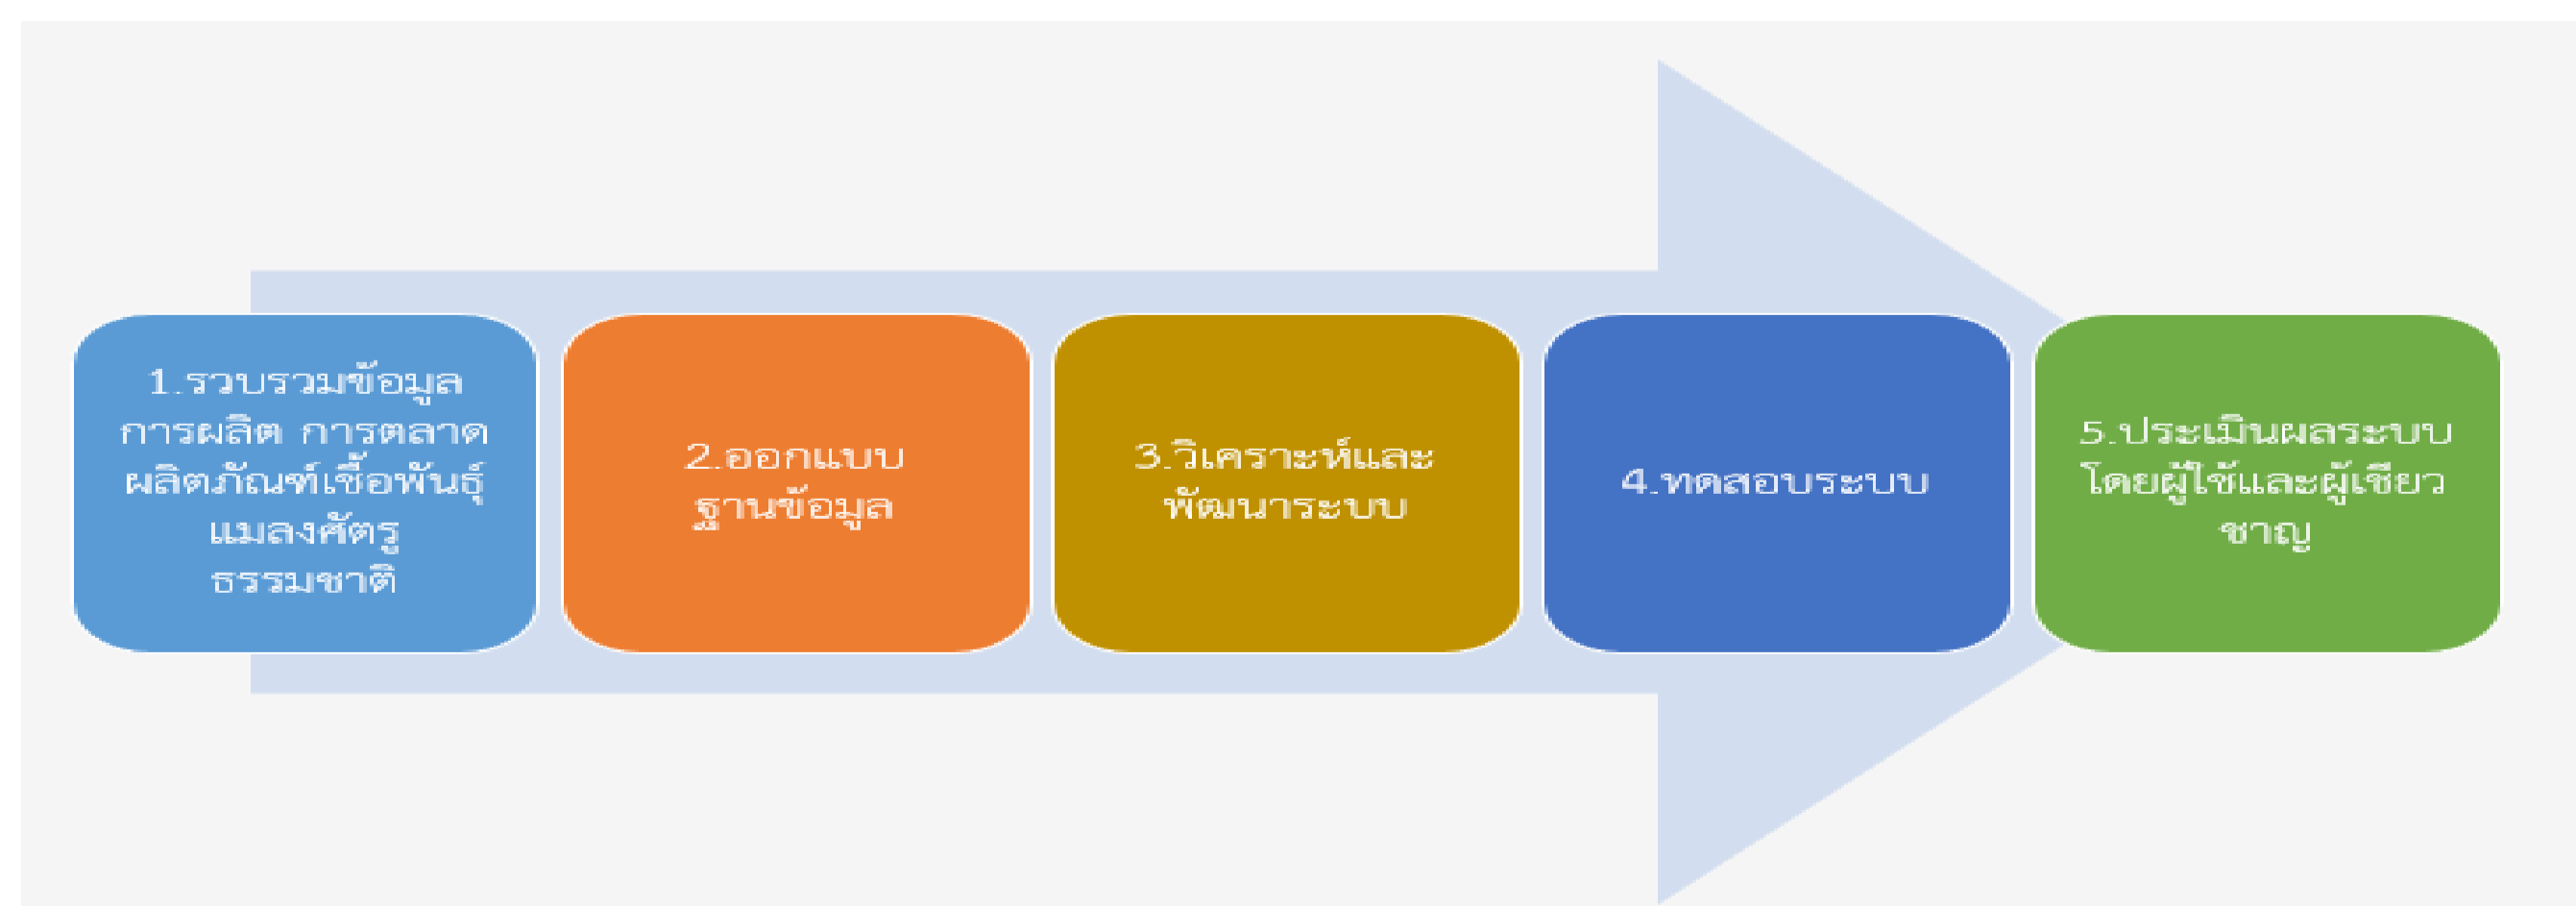 1.รวบรวมข้อมูล
การผลิต การตลาด
ผลิตภัณฑ์เชื้อพันธุ์
แมลงศัตรู
ธรรมชาติ
2.ออกแบบ
ฐานข้อมูล
3.วิเคราะห์และ
พัฒนาระบบ
4.ทดสอบระบบ
5.ประเมินผลระบบ
โดยผู้ใช้และผู้เชียว
ชาญ